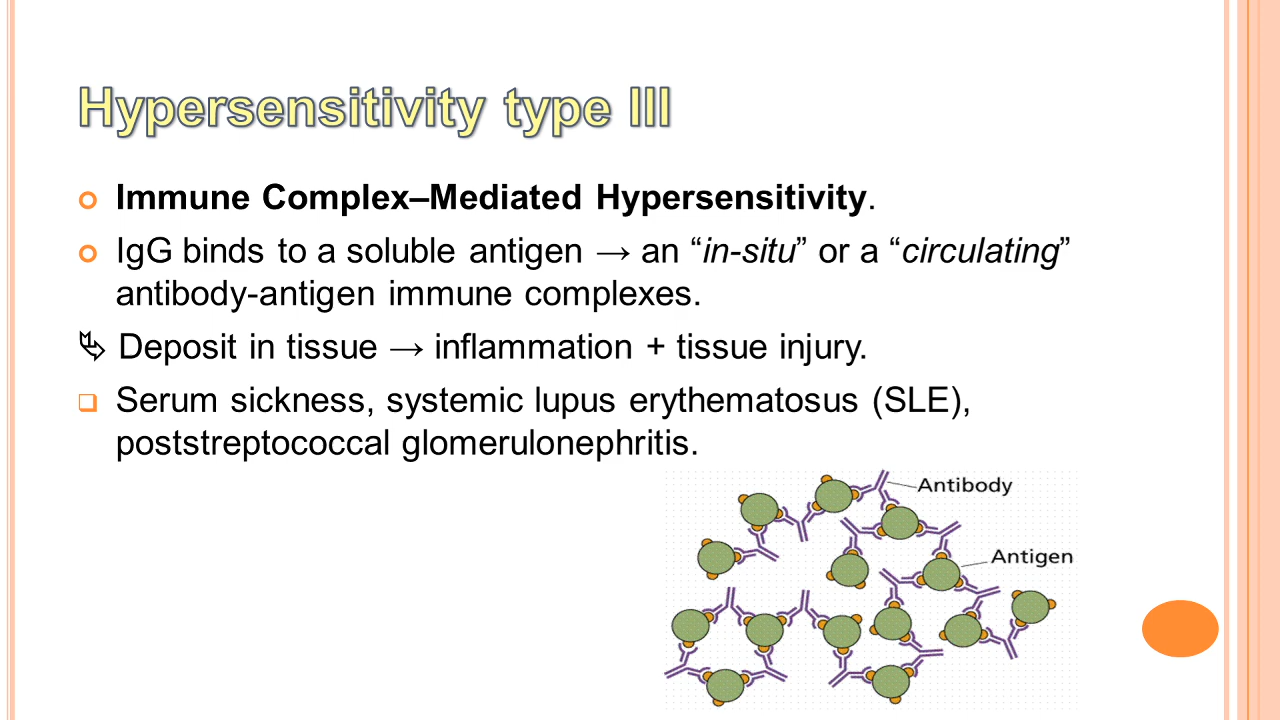 Hypersensitivity type III
Immune Complex–Mediated Hypersensitivity.
IgG binds to a soluble antigen → an “in-situ” or a “circulating”
antibody-antigen immune complexes.
⮱ Deposit in tissue → inflammation + tissue injury.
Serum sickness, systemic lupus erythematosus (SLE),
poststreptococcal glomerulonephritis.
Antibody
Antigen